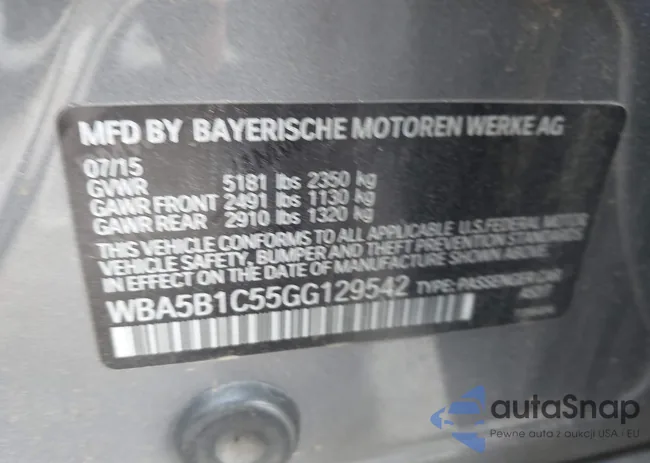 MFD BY BAYERISCHE MOTOREN WERKE AG
07/15
GVWR 5181 lbs 2350 kg
GAWR FRONT 2491 lbs 1130 kg
GAWR REAR 2910 lbs 1320 kg
THIS VEHICLE CONFORMS TO ALL APPLICABLE U.S. FEDERAL MOTOR
VEHICLE SAFETY, BUMPER AND THEFT PREVENTION STANDARDS
IN EFFECT ON THE DATE OF MANUFACTURE SHOWN ABOVE.
WBA5B1C55GG129542 TYPE: PASSENGER CAR
autaSnap
Pewne auta z aukcji USA i EU